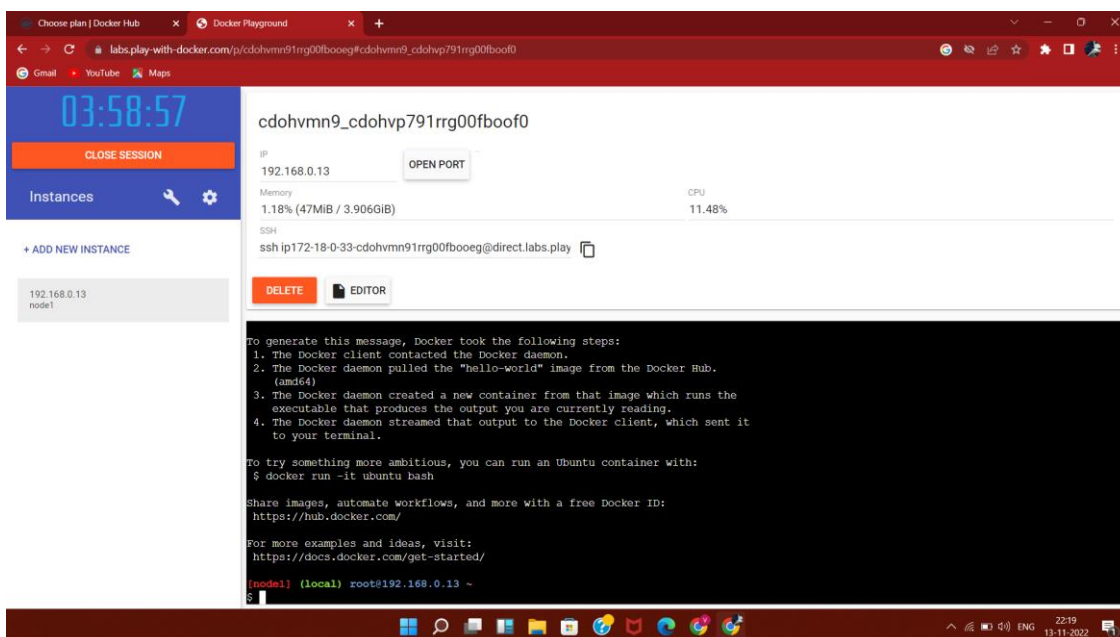 Choose plan | Docker Hub
Docker Playground
labs.play-with-docker.com/p/cdohvmn91rrg00fbooeg#cdohvmn9_cdohvp791rrg00fboof0
Gmail YouTube Maps
03:58:57
CLOSE SESSION
Instances
+ ADD NEW INSTANCE
192.168.0.13
node1
cdohvmn9_cdohvp791rrg00fboof0
IP
192.168.0.13
OPEN PORT
Memory
1.18% (47MiB / 3.906GiB)
CPU
11.48%
SSH
ssh ip172-18-0-33-cdohvmn91rrg00fbooeg@direct.labs.play
DELETE
EDITOR
To generate this message, Docker took the following steps:
1. The Docker client contacted the Docker daemon.
2. The Docker daemon pulled the "hello-world" image from the Docker Hub.
(amd64)
3. The Docker daemon created a new container from that image which runs the
executable that produces the output you are currently reading.
4. The Docker daemon streamed that output to the Docker client, which sent it
to your terminal.
To try something more ambitious, you can run an Ubuntu container with:
$ docker run -it ubuntu bash
Share images, automate workflows, and more with a free Docker ID:
https://hub.docker.com/
For more examples and ideas, visit:
https://docs.docker.com/get-started/
[node1] (local) root@192.168.0.13 ~
$
ENG
22:19
13-11-2022